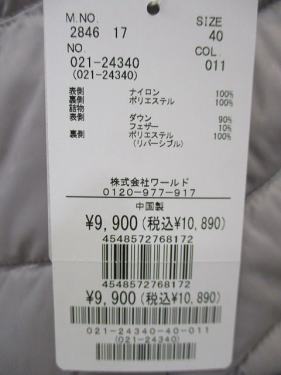 M.NO. SIZE
2846 17 40
NO. COL.
021-24340 011
(021-24340)
表側 ナイロン 100%
裏側 ポリエステル 100%
詰物
表側 ダウン 90%
フェザー 10%
裏側 ポリエステル 100%
(リバーシブル)
株式会社ワールド
0120-977-917
中国製
¥9,900(税込¥10,890)
4548572768172
4548572768172
¥9,900(税込¥10,890)
021-24340-40-011
(021-24340)